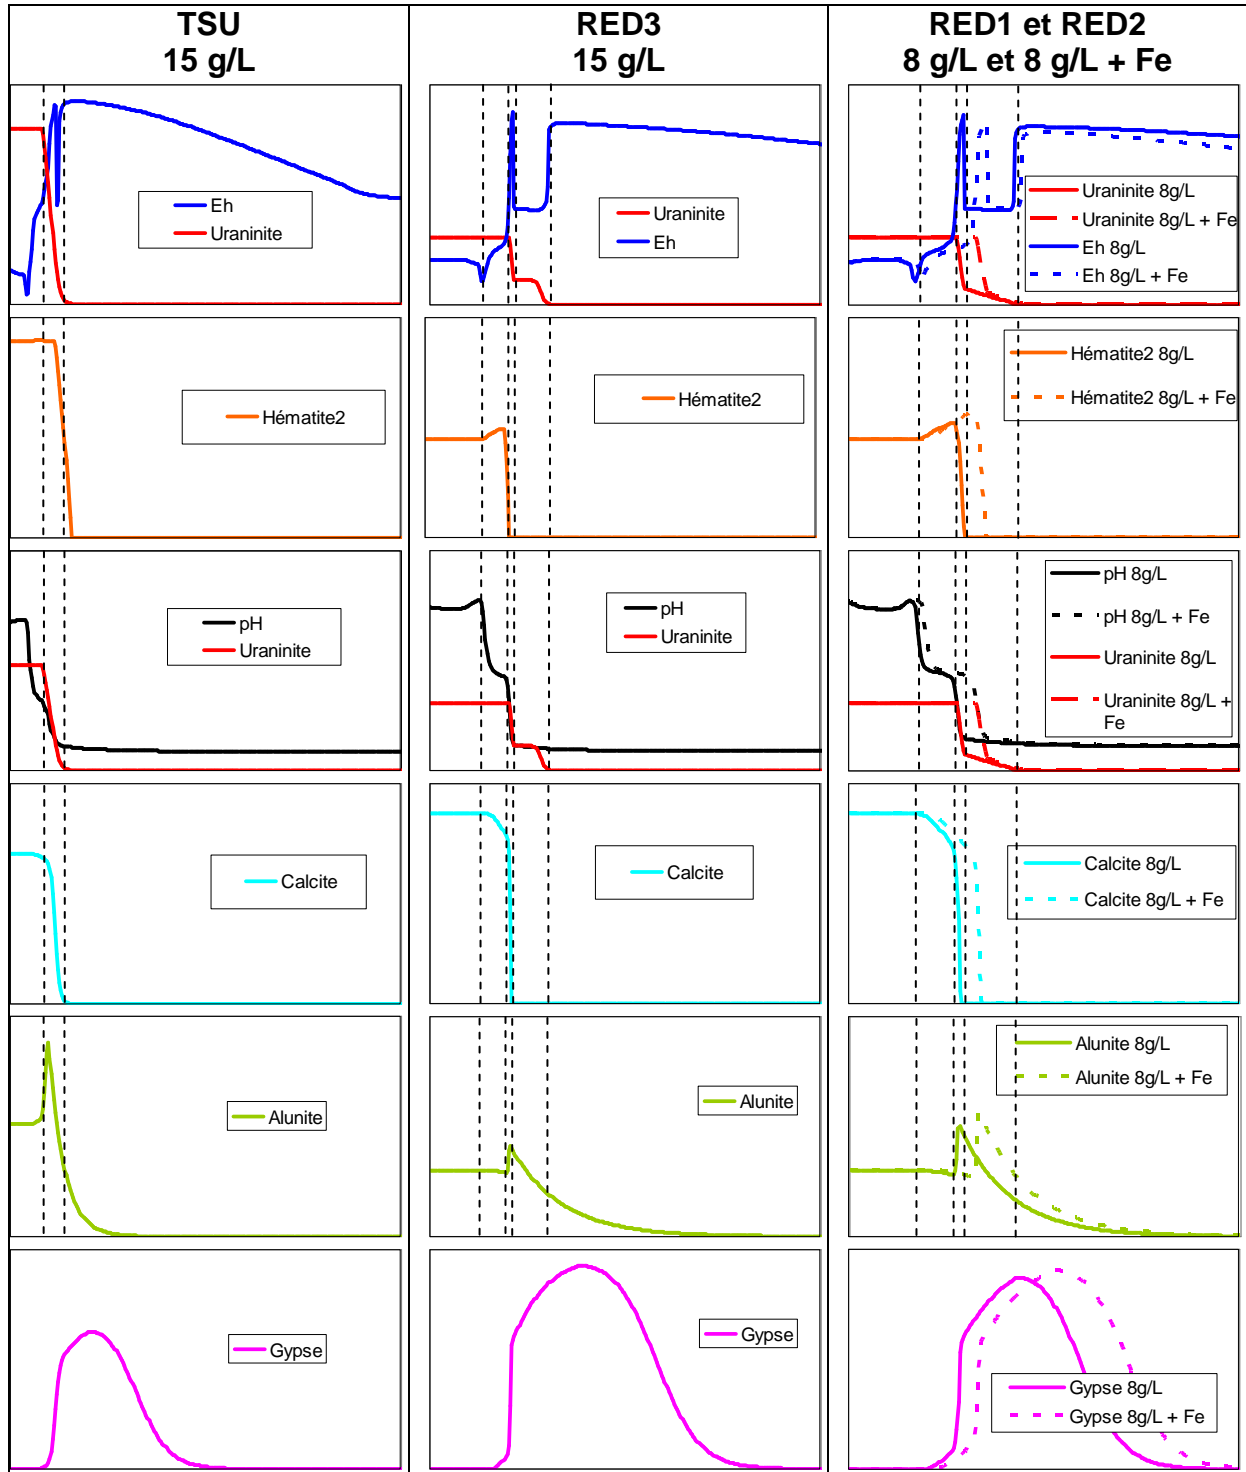 TSU
15 g/L
RED3
15 g/L
RED1 et RED2
8 g/L et 8 g/L + Fe
Eh
Uraninite
Uraninite
Eh
Uraninite 8g/L
Uraninite 8g/L + Fe
Eh 8g/L
Eh 8g/L + Fe
Hématite2
Hématite2
Hématite2 8g/L
Hématite2 8g/L + Fe
pH
Uraninite
pH
Uraninite
pH 8g/L
pH 8g/L + Fe
Uraninite 8g/L
Uraninite 8g/L +
Fe
Calcite
Calcite
Calcite 8g/L
Calcite 8g/L + Fe
Alunite
Alunite
Alunite 8g/L
Alunite 8g/L + Fe
Gypse
Gypse
Gypse 8g/L
Gypse 8g/L + Fe